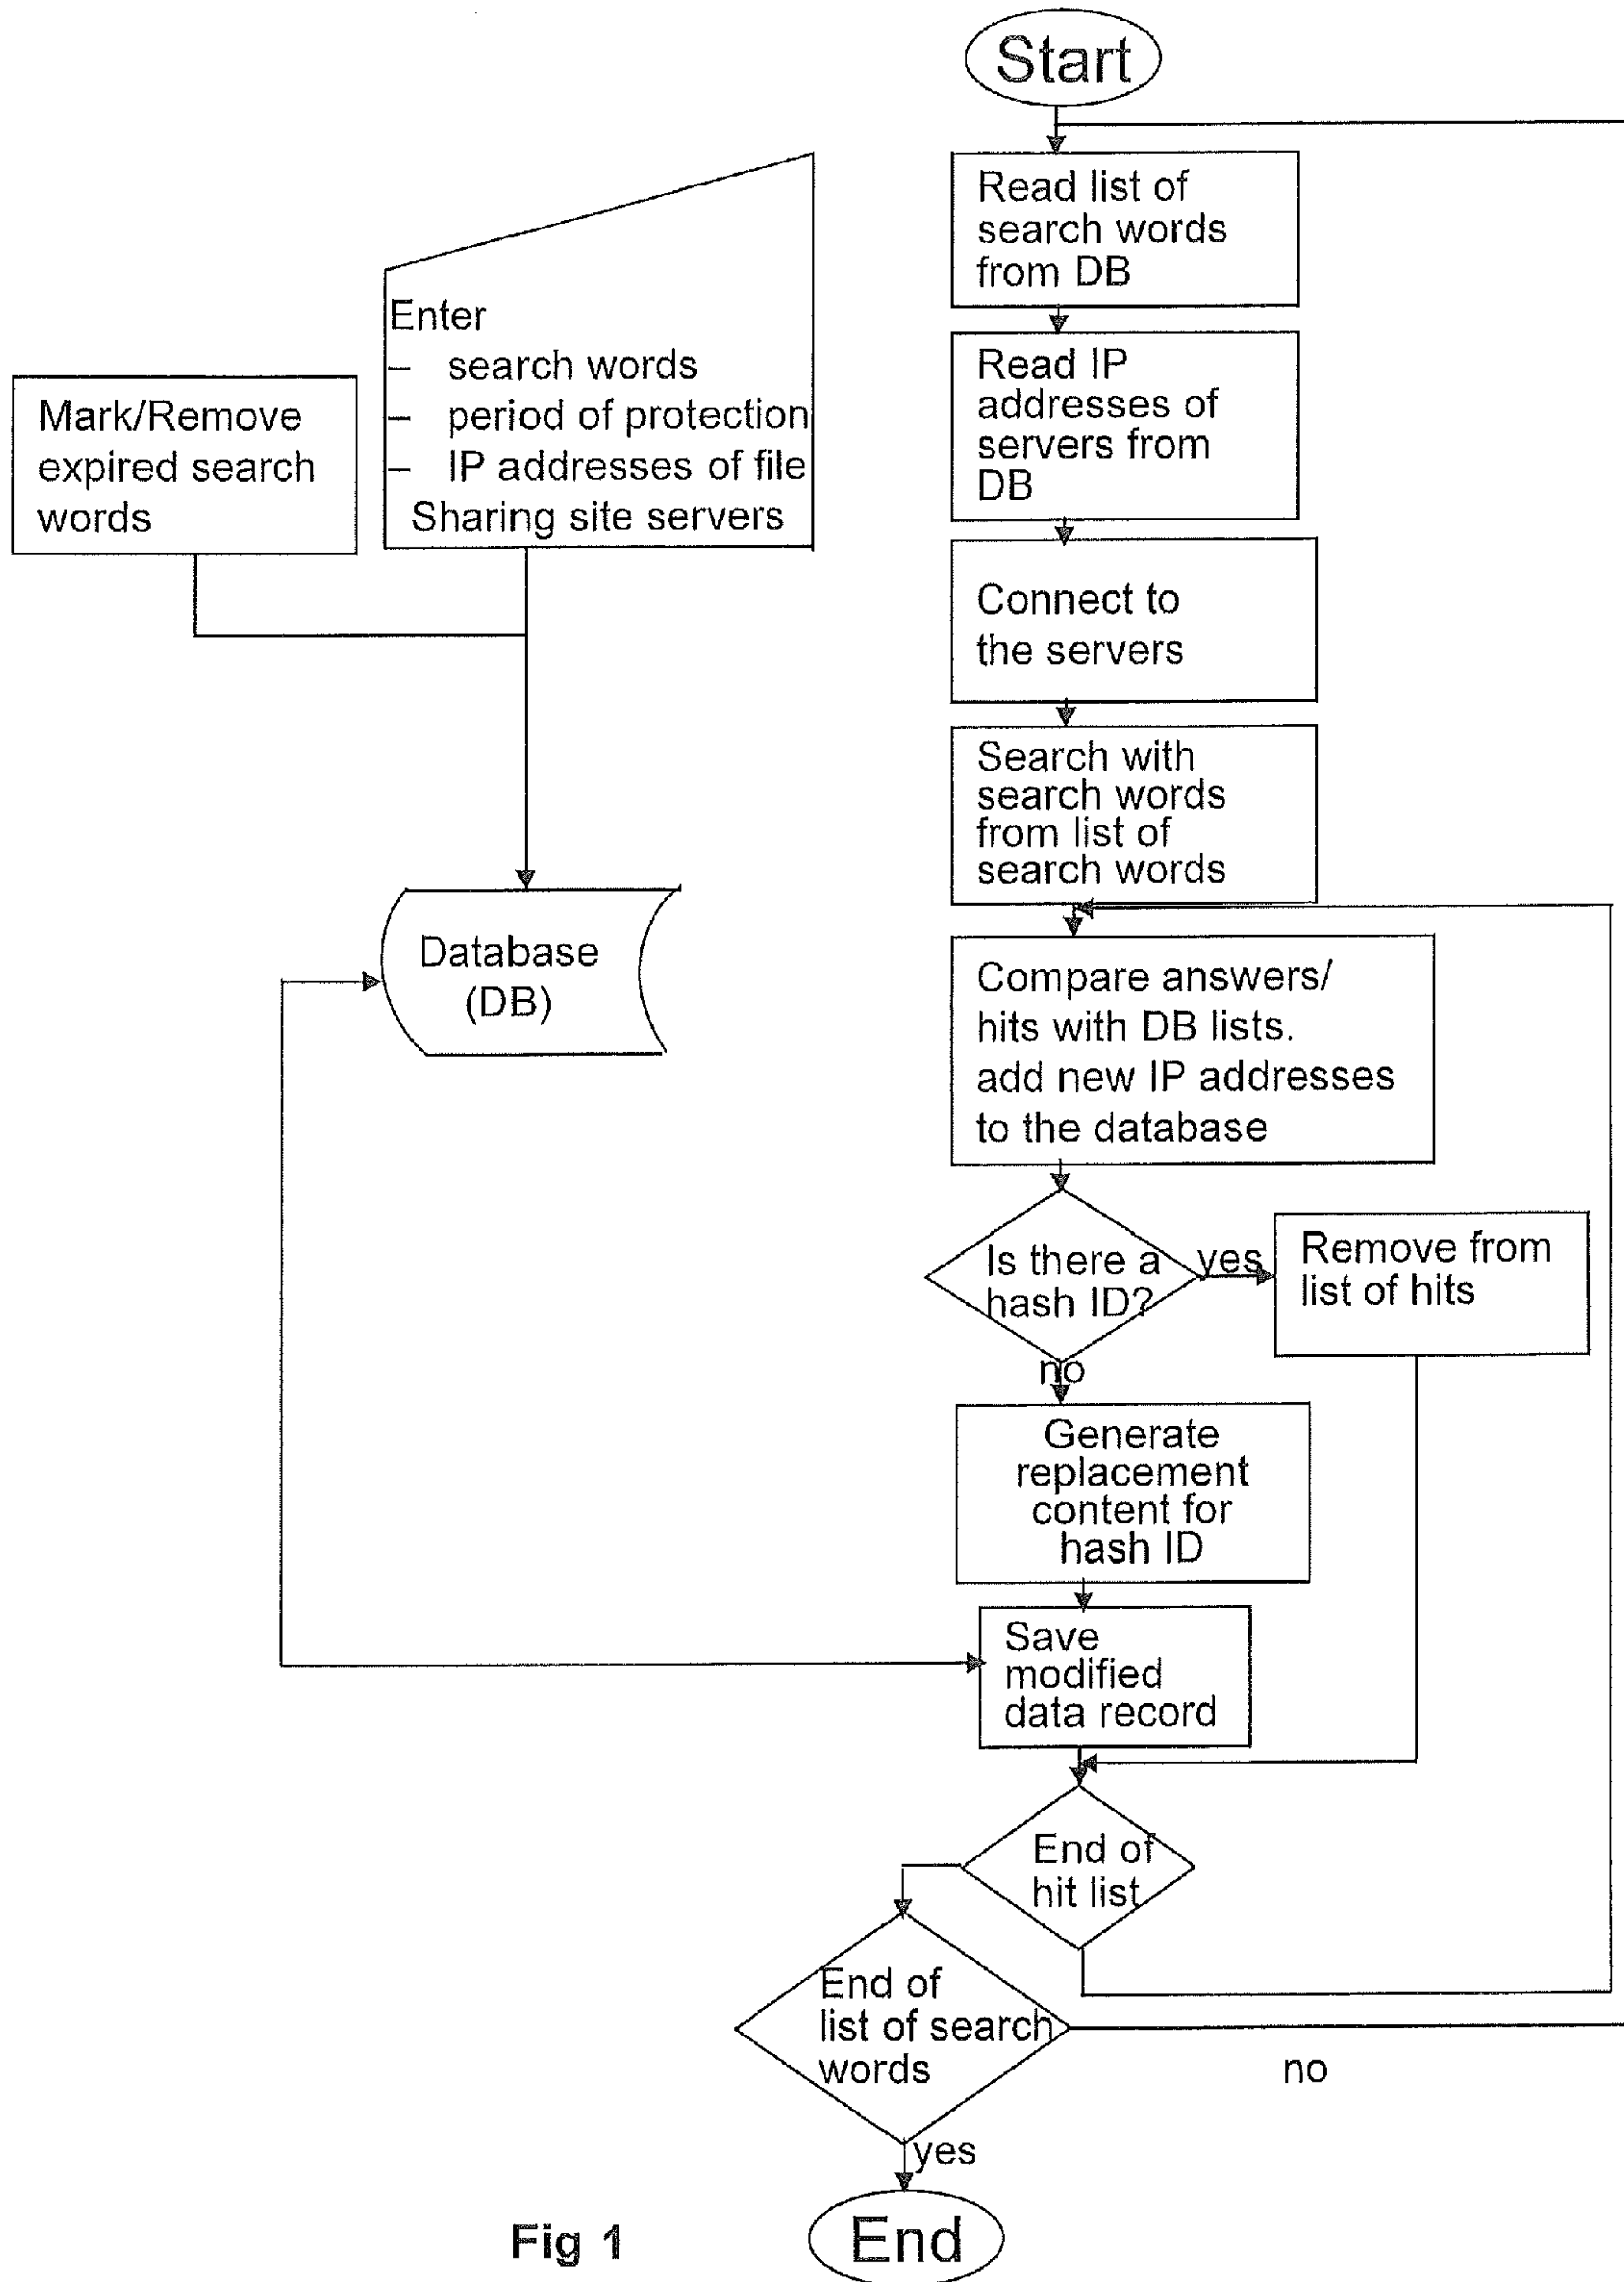 Start
Read list of
search words
from DB
Read IP
addresses of
servers from
DB
Connect to
the servers
Search with
search words
from list of
search words
Compare answers/
hits with DB lists.
add new IP addresses
to the database
Is there a
hash ID?
yes
Remove from
list of hits
no
Generate
replacement
content for
hash ID
Save
modified
data record
End of
hit list
End of
list of search
words
no
yes
End
Enter
– search words
– period of protection
– IP addresses of file
Sharing site servers
Mark/Remove
expired search
words
Database
(DB)
Fig 1